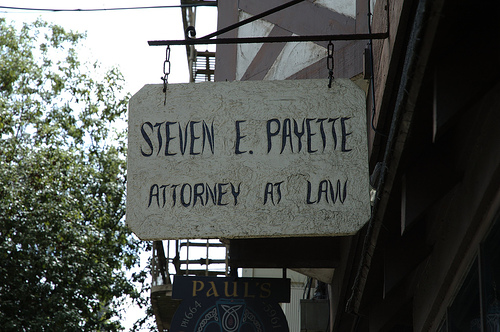 STEVEN E. PAYETTE
ATTORNEY AT LAW
PAUL'S